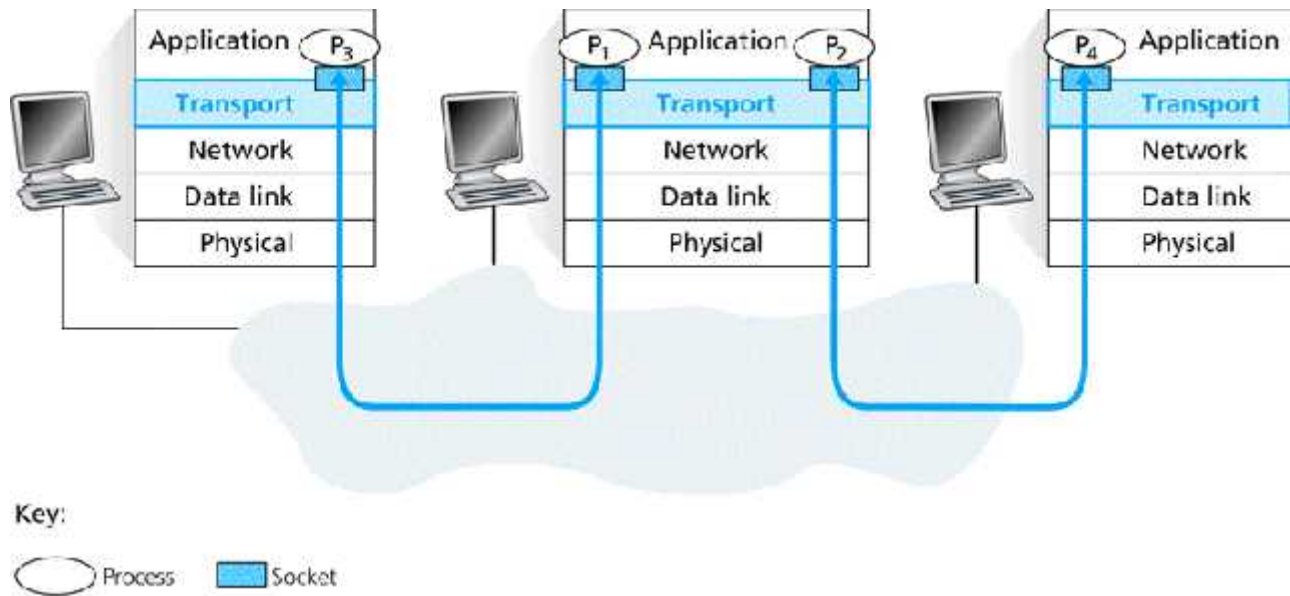 Application P3
P1 Application P2
P4 Application
Transport
Transport
Transport
Network
Network
Network
Data link
Data link
Data link
Physical
Physical
Physical
Key:
Process
Socket